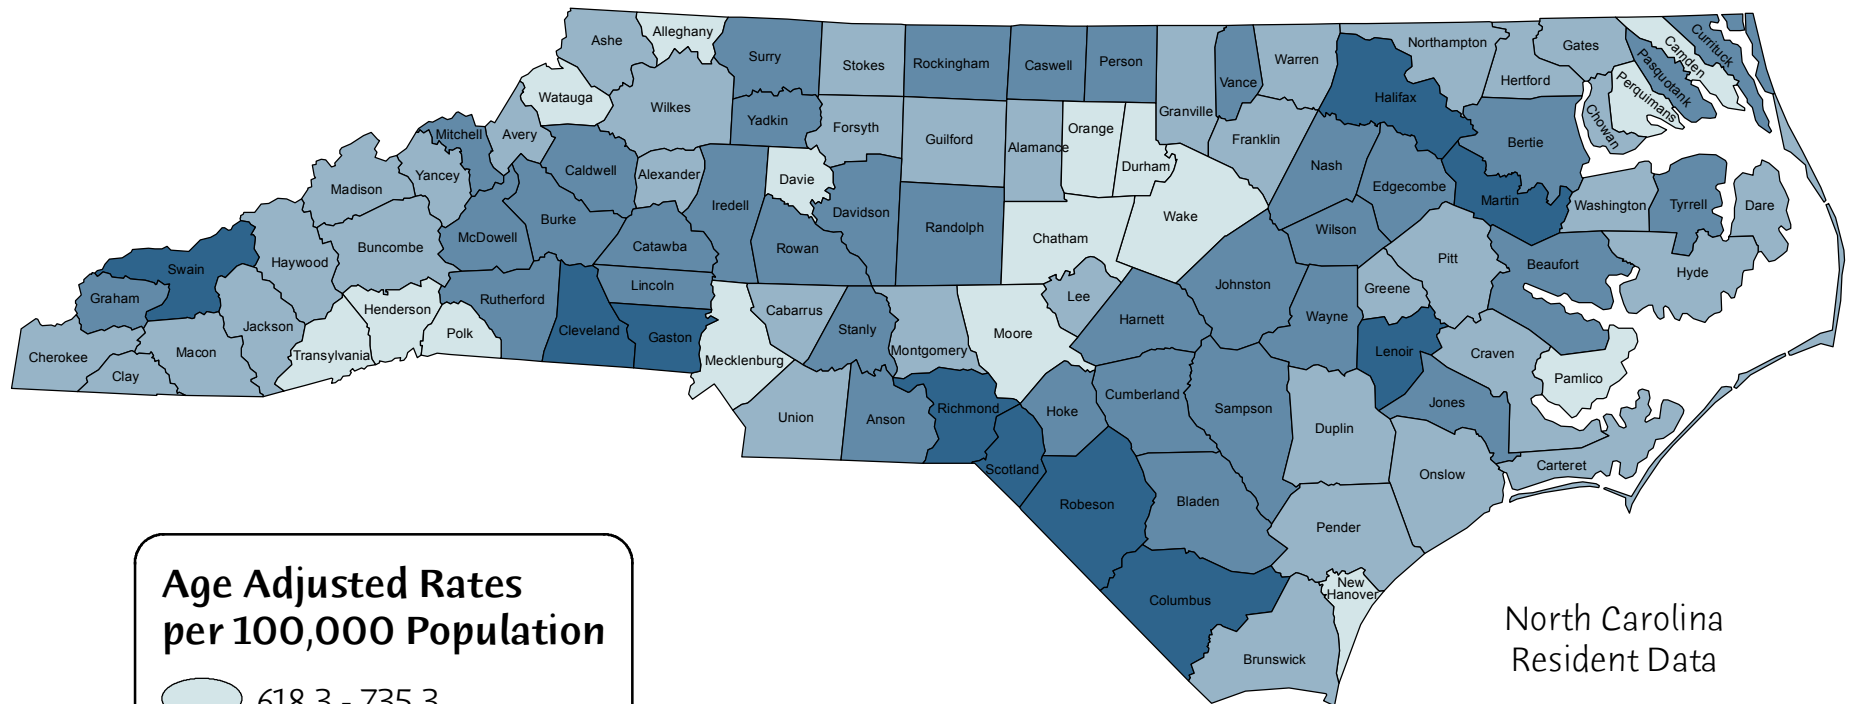 Ashe
Alleghany
Surry
Stokes
Rockingham
Caswell
Person
Granville
Vance
Warren
Halifax
Northampton
Hertford
Gates
Camden
Currituck
Pasquotank
Perquimans
Chowan
Watauga
Wilkes
Yadkin
Forsyth
Guilford
Alamance
Orange
Durham
Franklin
Nash
Edgecombe
Bertie
Martin
Washington
Tyrrell
Dare
Mitchell
Avery
Caldwell
Alexander
Iredell
Davie
Davidson
Randolph
Chatham
Wake
Wilson
Madison
Yancey
Burke
McDowell
Buncombe
Catawba
Rowan
Johnston
Pitt
Beaufort
Hyde
Swain
Haywood
Graham
Jackson
Henderson
Rutherford
Lincoln
Cleveland
Gaston
Cabarrus
Stanly
Montgomery
Moore
Lee
Harnett
Wayne
Greene
Lenoir
Craven
Pamlico
Cherokee
Clay
Macon
Transylvania
Polk
Mecklenburg
Union
Anson
Richmond
Scotland
Hoke
Cumberland
Sampson
Duplin
Jones
Onslow
Carteret
Robeson
Bladen
Pender
Columbus
New
Hanover
Brunswick
Age Adjusted Rates
per 100,000 Population
618.3 - 735.3
North Carolina
Resident Data